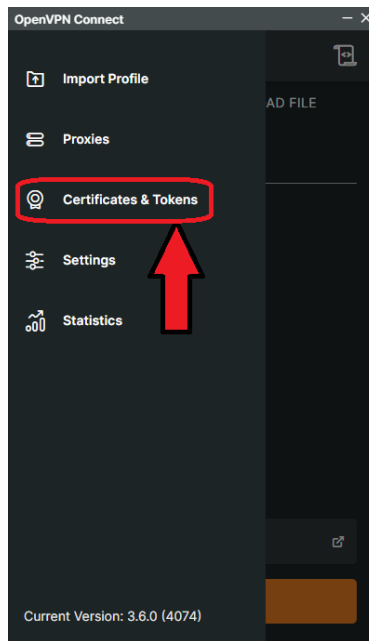 OpenVPN Connect
Import Profile
AD FILE
Proxies
Certificates & Tokens
Settings
Statistics
Current Version: 3.6.0 (4074)